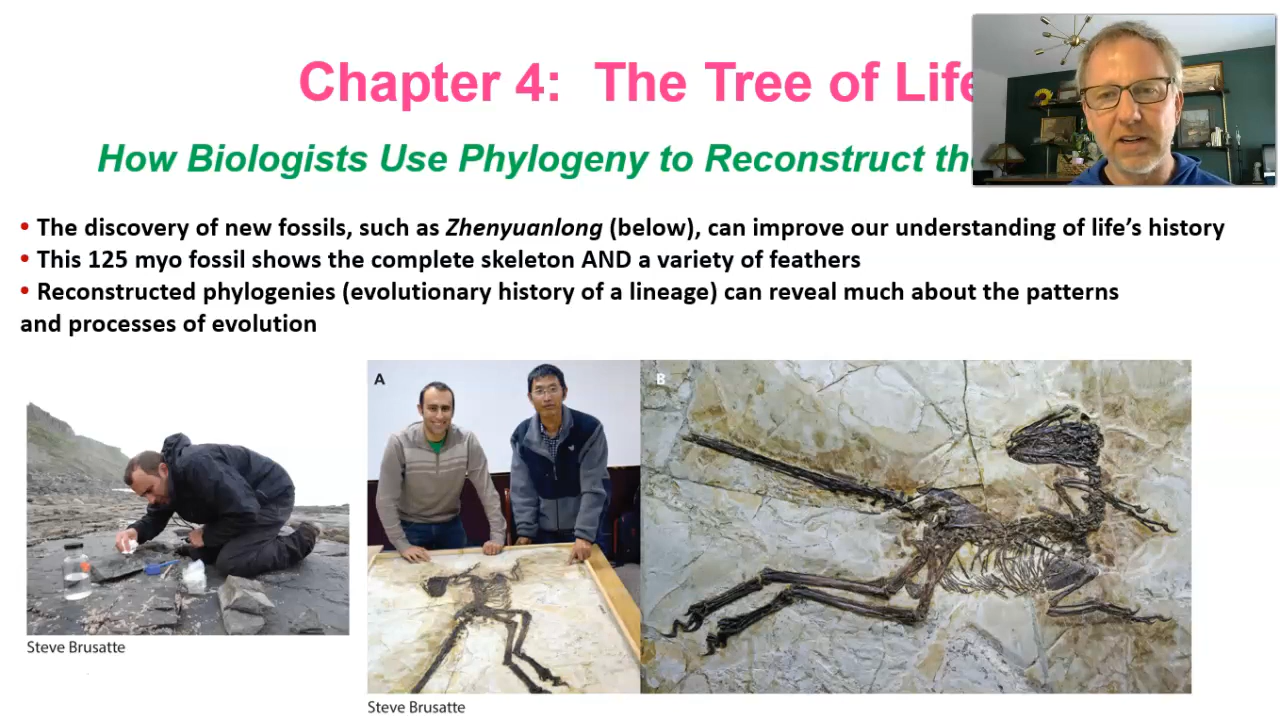 Chapter 4:  The Tree of Life
How Biologists Use Phylogeny to Reconstruct the
• The discovery of new fossils, such as Zhenyuanlong (below), can improve our understanding of life’s history
• This 125 myo fossil shows the complete skeleton AND a variety of feathers
• Reconstructed phylogenies (evolutionary history of a lineage) can reveal much about the patterns
and processes of evolution
A
B
Steve Brusatte
Steve Brusatte